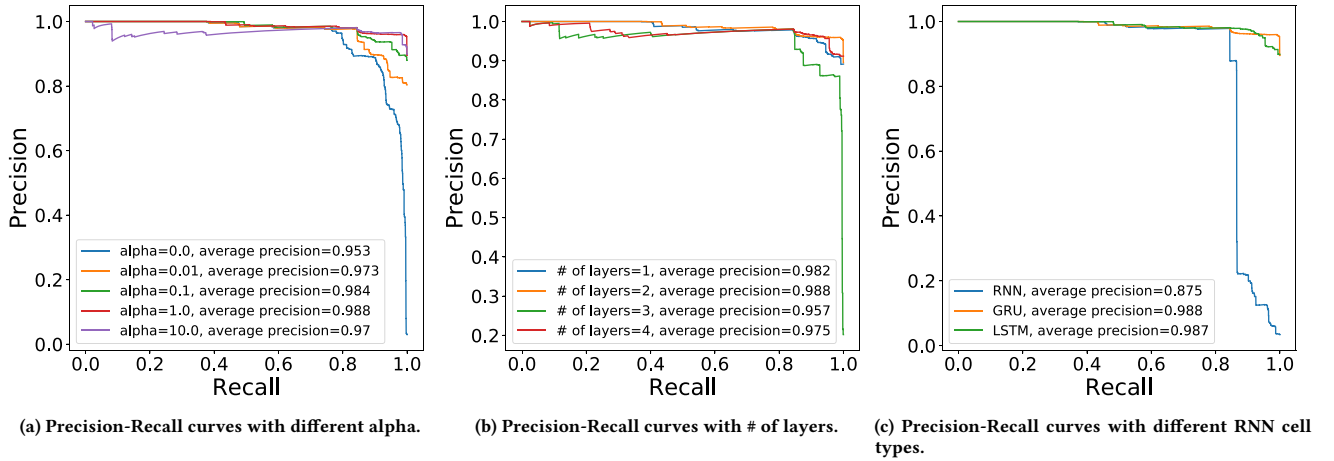 Precision
1.0
0.8
0.6
0.4
0.2
0.0
alpha=0.0, average precision=0.953
alpha=0.01, average precision=0.973
alpha=0.1, average precision=0.984
alpha=1.0, average precision=0.988
alpha=10.0, average precision=0.97
0.0 0.2 0.4 0.6 0.8 1.0
Recall
(a) Precision-Recall curves with different alpha.
Precision
1.0
0.9
0.8
0.7
0.6
0.5
0.4
0.3
0.2
# of layers=1, average precision=0.982
# of layers=2, average precision=0.988
# of layers=3, average precision=0.957
# of layers=4, average precision=0.975
0.0 0.2 0.4 0.6 0.8 1.0
Recall
(b) Precision-Recall curves with # of layers.
Precision
1.0
0.8
0.6
0.4
0.2
0.0
RNN, average precision=0.875
GRU, average precision=0.988
LSTM, average precision=0.987
0.0 0.2 0.4 0.6 0.8 1.0
Recall
(c) Precision-Recall curves with different RNN cell
types.